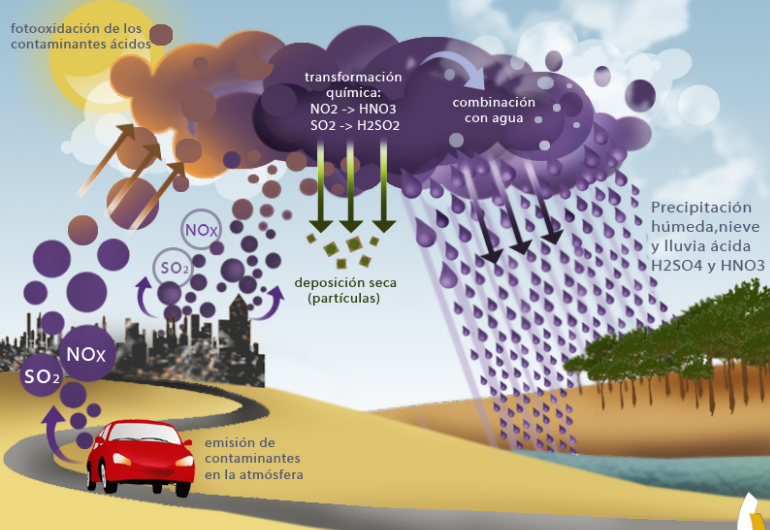 fotooxidación de los
contaminantes ácidos
transformación
química:
NO2 -> HNO3
SO2 -> H2SO2
combinación
con agua
Precipitación
húmeda,nieve
y lluvia ácida
H2SO4 y HNO3
NOX
SO2
deposición seca
(partículas)
NOX
SO2
emisión de
contaminantes
en la atmósfera